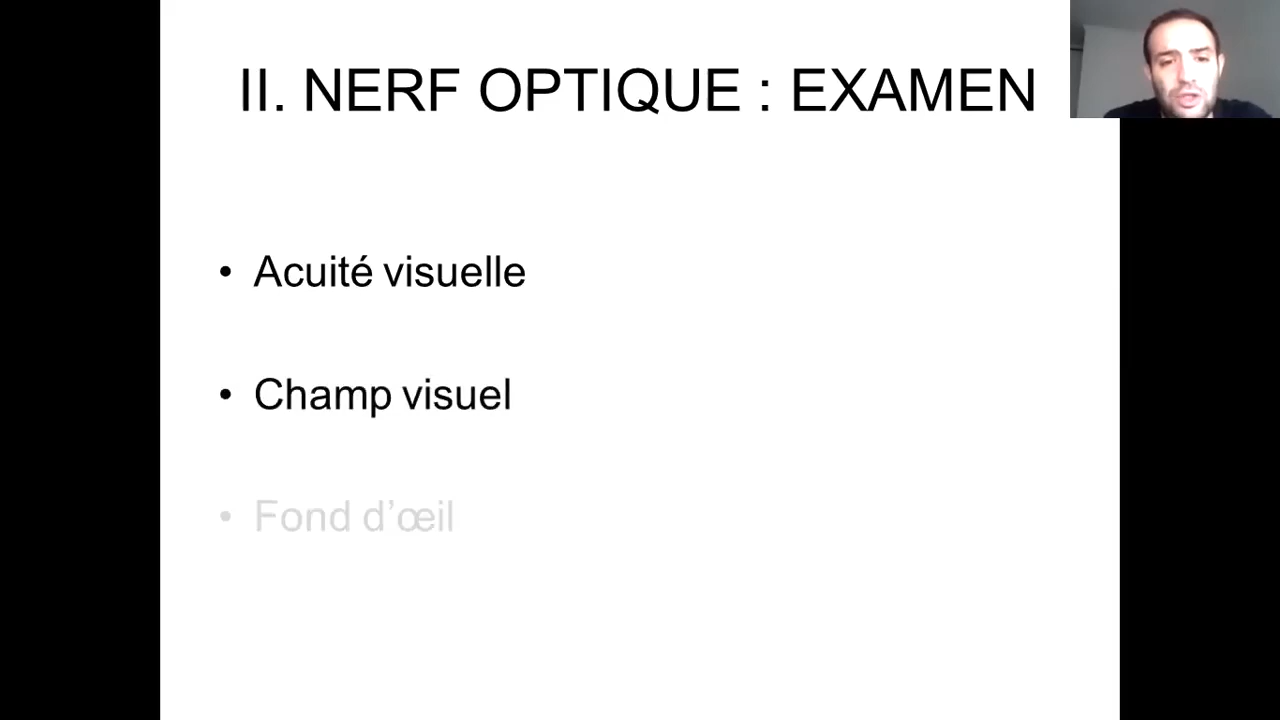 II. NERF OPTIQUE : EXAMEN
• Acuité visuelle
• Champ visuel
• Fond d’œil